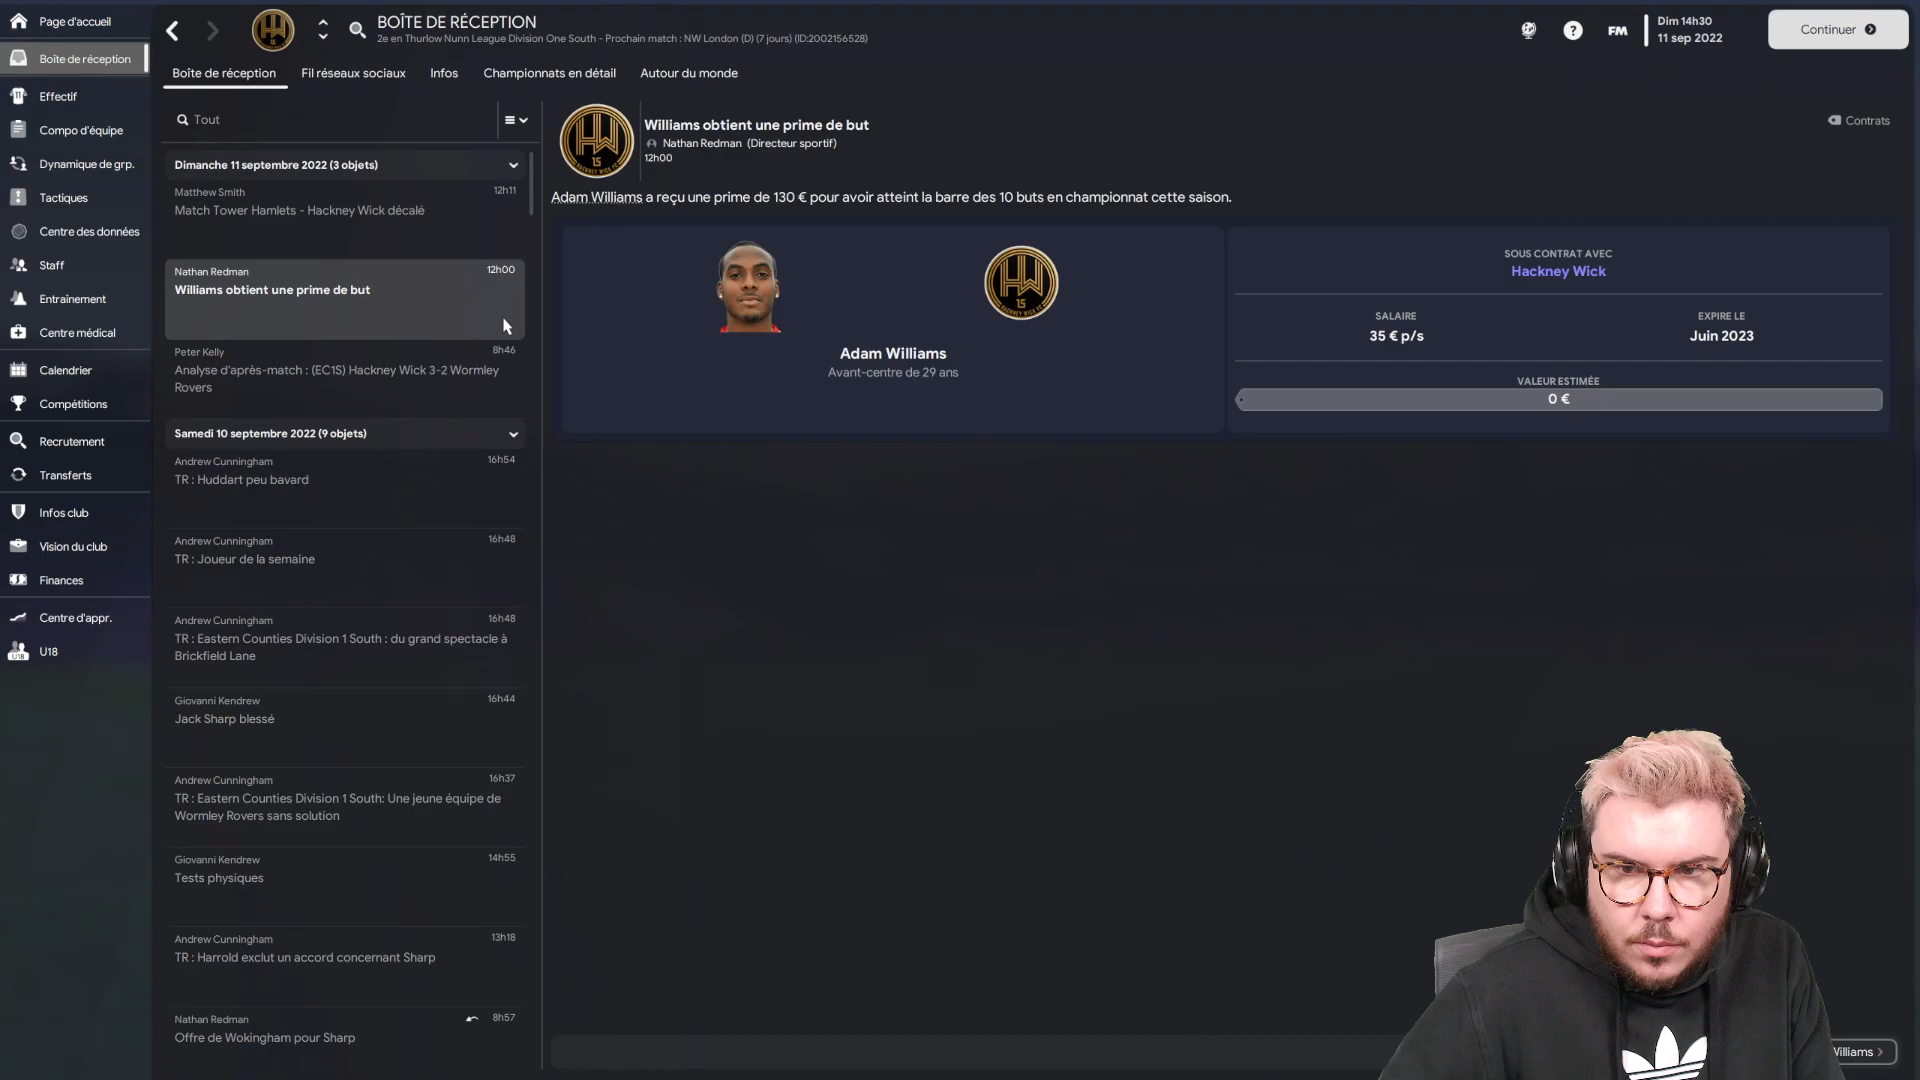 Page d'accueil
Boîte de réception
Effectif
Compo d'équipe
Dynamique de grp.
Tactiques
Centre des données
Staff
Entraînement
Centre médical
Calendrier
Compétitions
Recrutement
Transferts
Infos club
Vision du club
Finances
Centre d'appr.
U18
BOÎTE DE RÉCEPTION
2e en Thurlow Nunn League Division One South - Prochain match : NW London (D) (7 jours) (ID:2002156528)
FM
Dim 14h30
11 sep 2022
Continuer
Boîte de réception
Fil réseaux sociaux
Infos
Championnats en détail
Autour du monde
Tout
Dimanche 11 septembre 2022 (3 objets)
Matthew Smith 12h11
Match Tower Hamlets - Hackney Wick décalé
Nathan Redman 12h00
Williams obtient une prime de but
Peter Kelly 8h46
Analyse d'après-match : (EC1S) Hackney Wick 3-2 Wormley
Rovers
Samedi 10 septembre 2022 (9 objets)
Andrew Cunningham 16h54
TR : Huddart peu bavard
Andrew Cunningham 16h48
TR : Joueur de la semaine
Andrew Cunningham 16h48
TR : Eastern Counties Division 1 South : du grand spectacle à
Brickfield Lane
Giovanni Kendrew 16h44
Jack Sharp blessé
Andrew Cunningham 16h37
TR : Eastern Counties Division 1 South: Une jeune équipe de
Wormley Rovers sans solution
Giovanni Kendrew 14h55
Tests physiques
Andrew Cunningham 13h18
TR : Harrold exclut un accord concernant Sharp
Nathan Redman 8h57
Offre de Wokingham pour Sharp
Williams obtient une prime de but
Nathan Redman (Directeur sportif)
12h00
Contrats
Adam Williams a reçu une prime de 130 € pour avoir atteint la barre des 10 buts en championnat cette saison.
Adam Williams
Avant-centre de 29 ans
SOUS CONTRAT AVEC
Hackney Wick
SALAIRE
35 € p/s
EXPIRE LE
Juin 2023
VALEUR ESTIMÉE
0 €
Williams